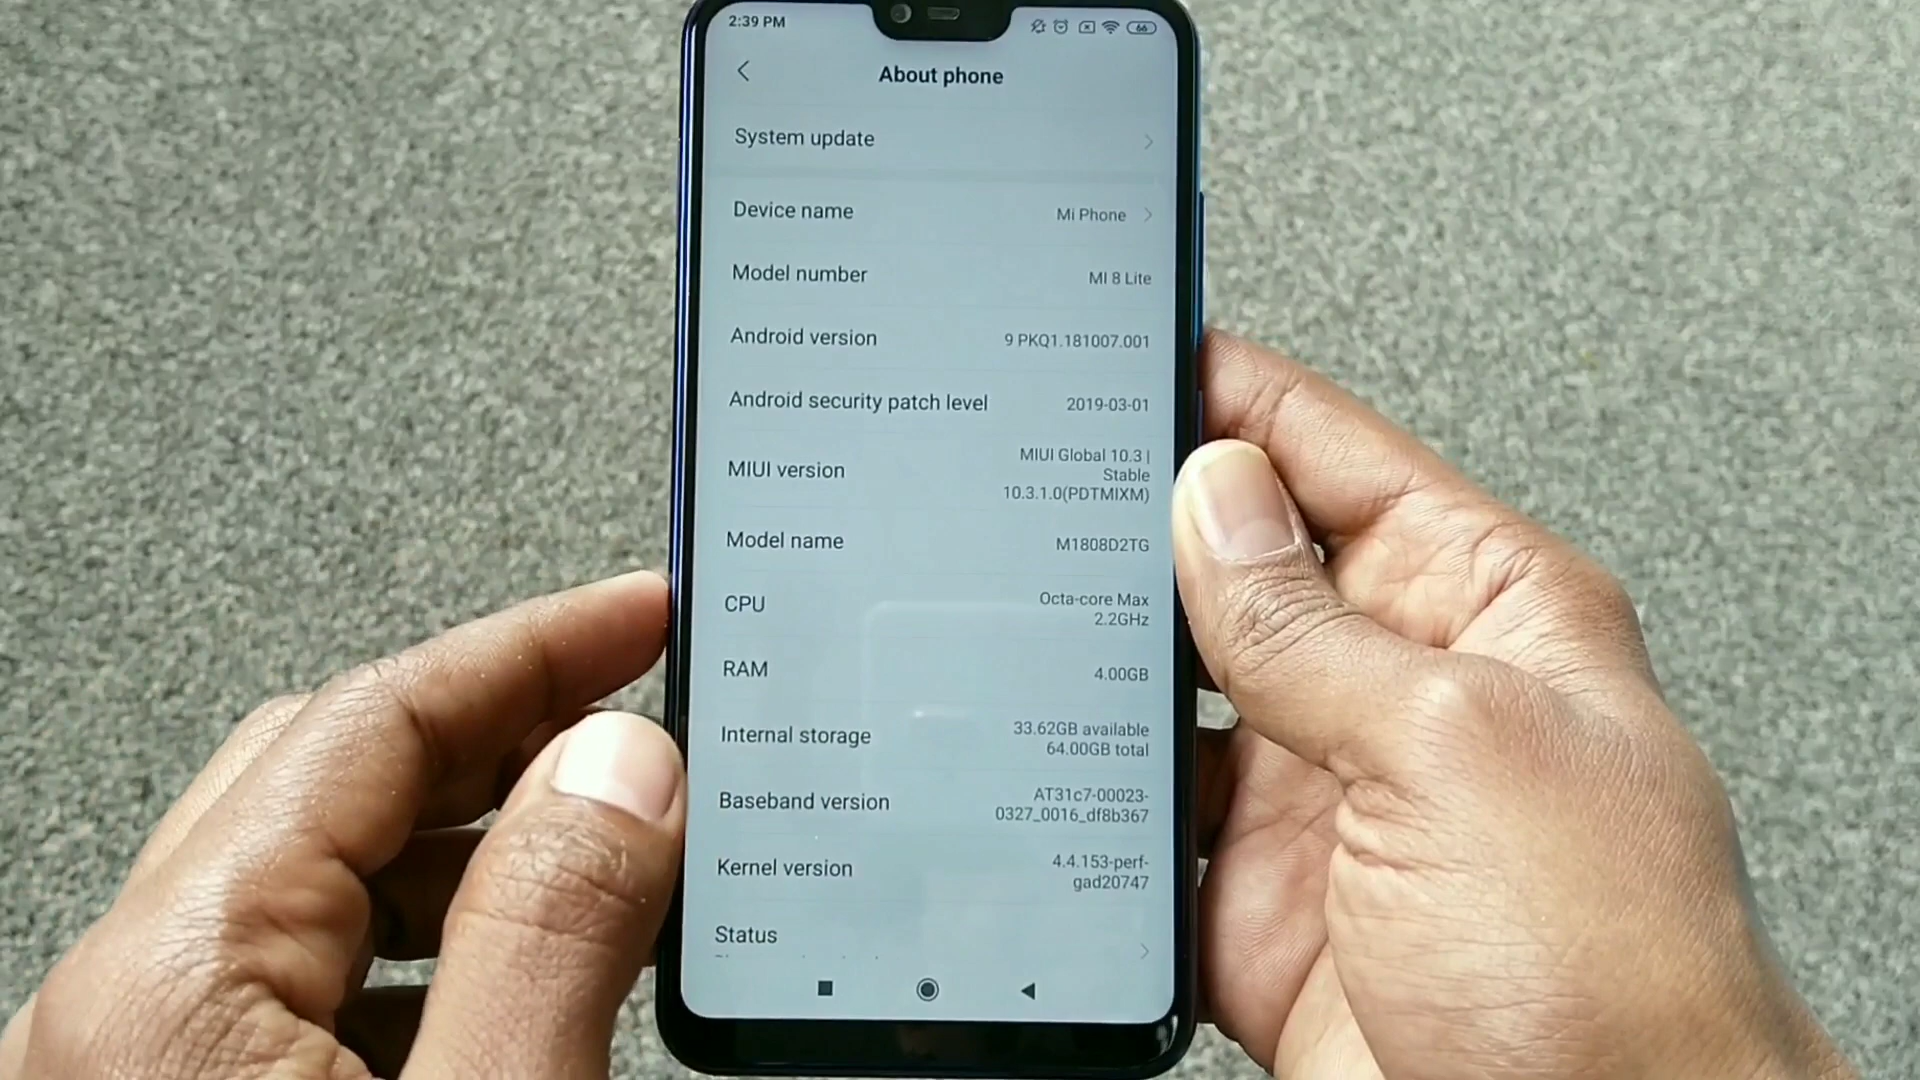 2:39 PM
66
About phone
System update
Device name
Mi Phone
Model number
MI 8 Lite
Android version
9 PKQ1.181007.001
Android security patch level
2019-03-01
MIUI version
MIUI Global 10.3 |
Stable
10.3.1.0(PDTMIXM)
Model name
M1808D2TG
CPU
Octa-core Max
2.2GHz
RAM
4.00GB
Internal storage
33.62GB available
64.00GB total
Baseband version
AT31c7-00023-
0327_0016_df8b367
Kernel version
4.4.153-perf-
gad20747
Status